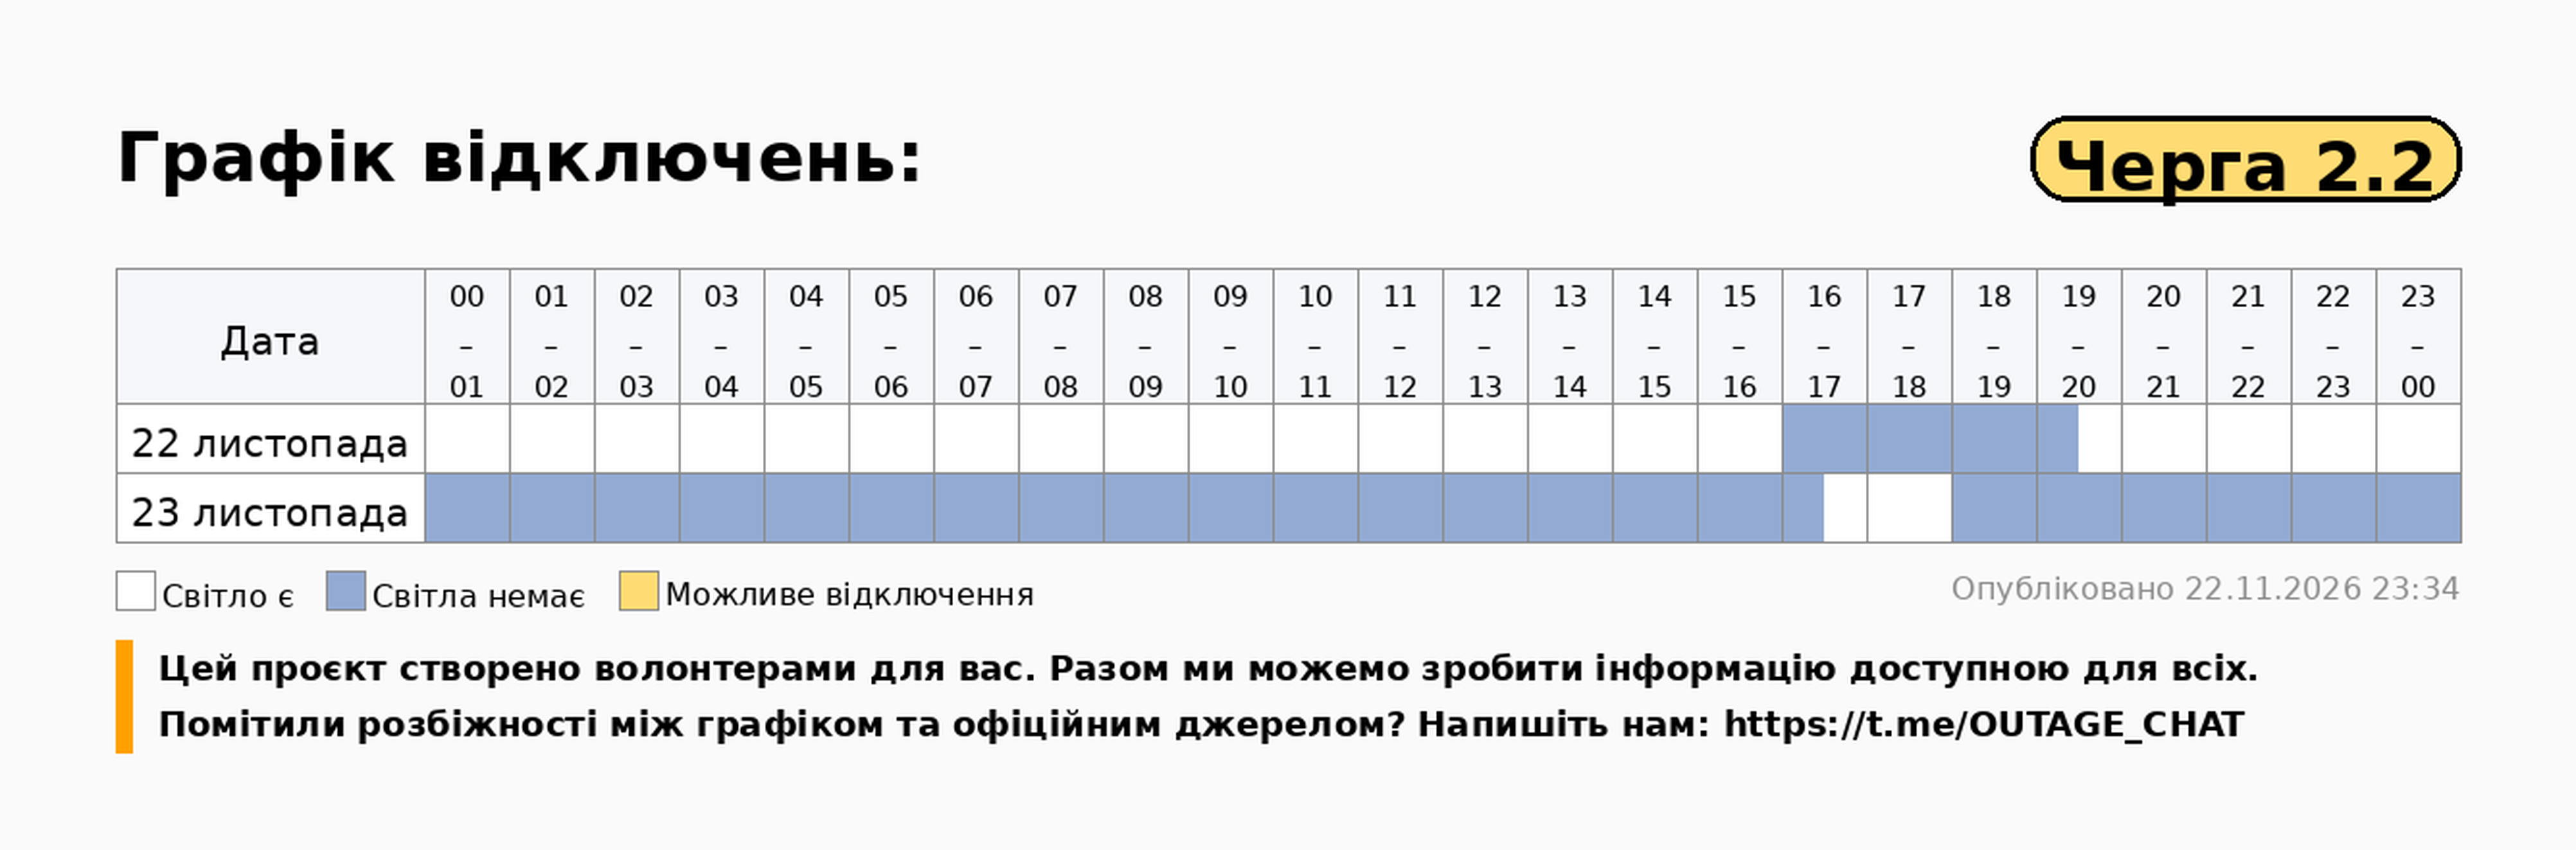 Графік відключень:
Черга 2.2
Дата 00 – 01 01 – 02 02 – 03 03 – 04 04 – 05 05 – 06 06 – 07 07 – 08 08 – 09 09 – 10 10 – 11 11 – 12 12 – 13 13 – 14 14 – 15 15 – 16 16 – 17 17 – 18 18 – 19 19 – 20 20 – 21 21 – 22 22 – 23 23 – 00
22 листопада
23 листопада
Світло є Світла немає Можливе відключення
Опубліковано 22.11.2026 23:34
Цей проєкт створено волонтерами для вас. Разом ми можемо зробити інформацію доступною для всіх.
Помітили розбіжності між графіком та офіційним джерелом? Напишіть нам: https://t.me/OUTAGE_CHAT